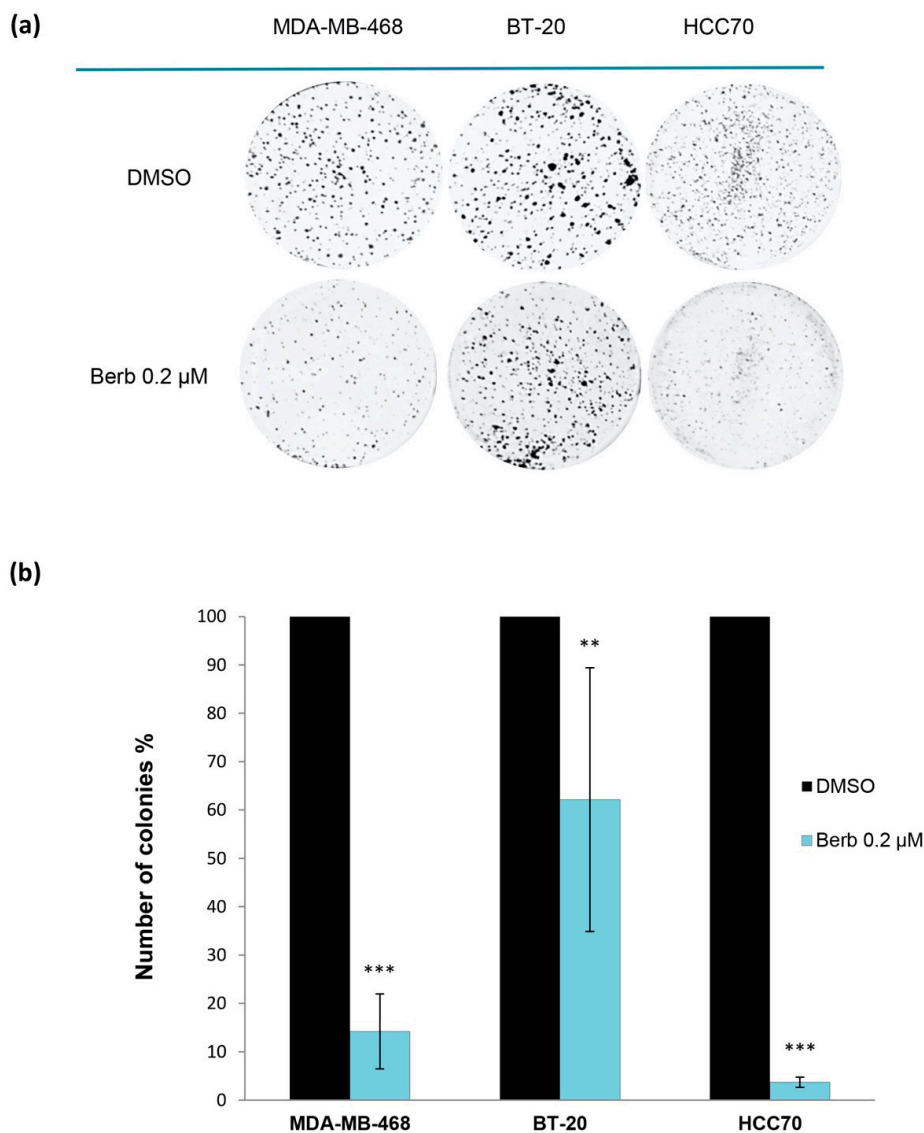 (a)
MDA-MB-468 BT-20 HCC70
DMSO
Berb 0.2 µM
(b)
100
90
80
70
60
50
40
30
20
10
0
Number of colonies %
***
**
***
DMSO
Berb 0.2 µM
MDA-MB-468 BT-20 HCC70